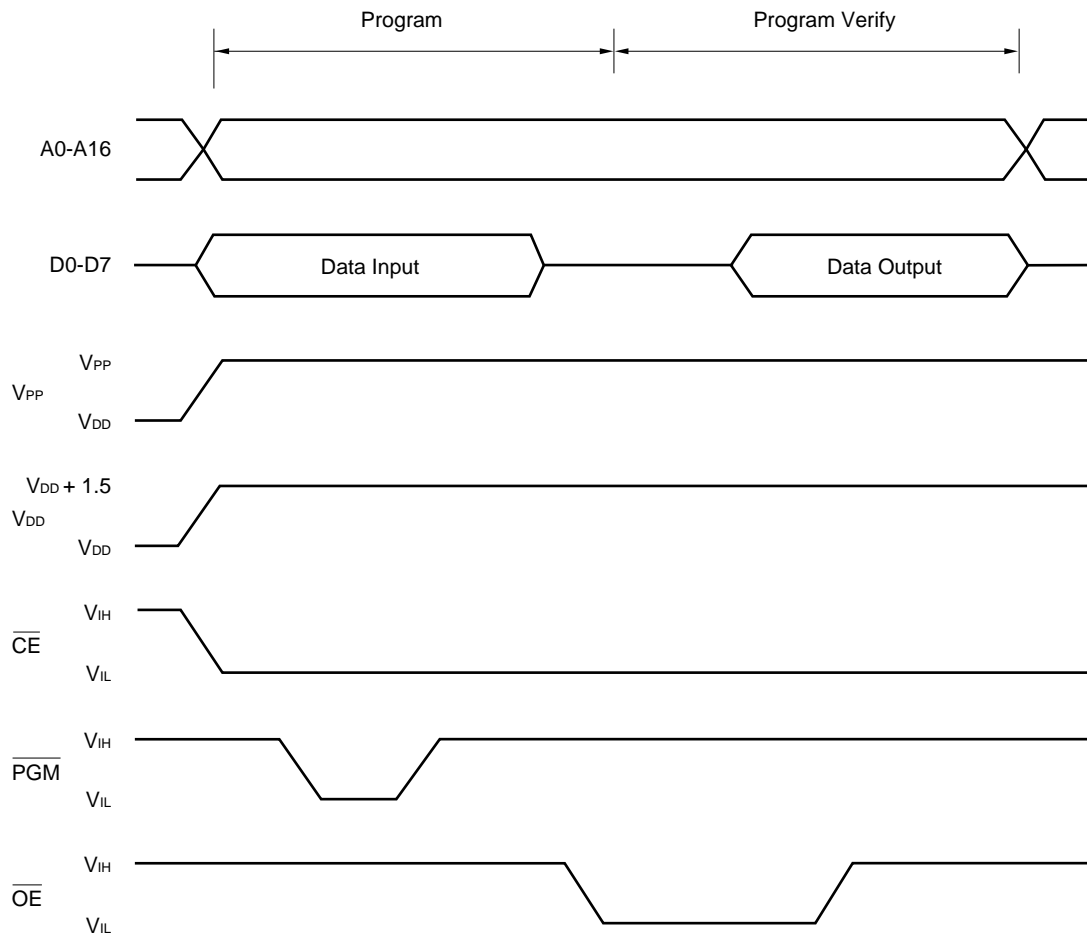 Program Program Verify
A0-A16
D0-D7 Data Input Data Output
VPP
VPP
VDD
VDD + 1.5
VDD
VDD
VIH
CE
VIL
VIH
PGM
VIL
VIH
OE
VIL